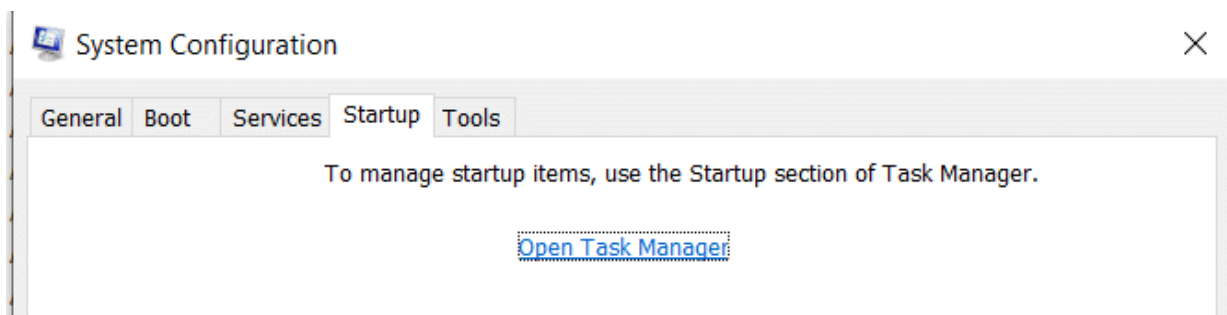 System Configuration
General Boot Services Startup Tools
To manage startup items, use the Startup section of Task Manager.
Open Task Manager